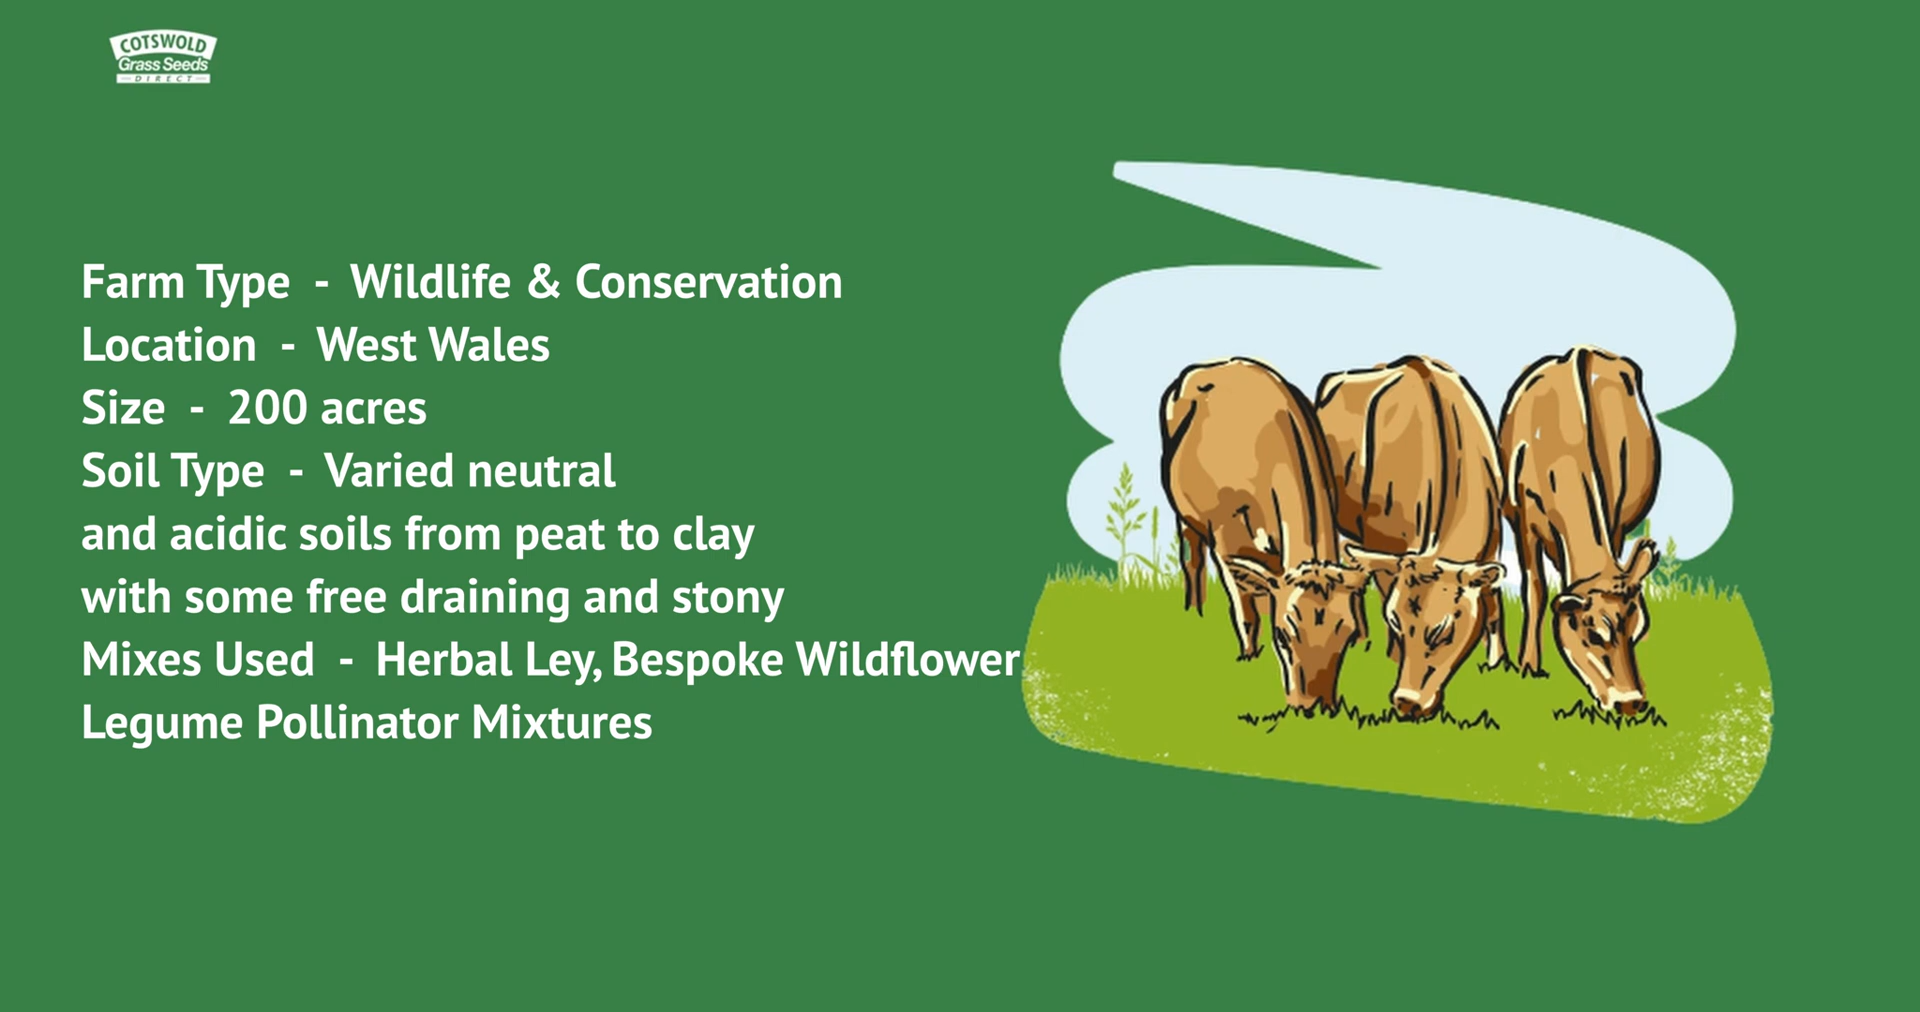 COTSWOLD
Grass Seeds
DIRECT
Farm Type - Wildlife & Conservation
Location - West Wales
Size - 200 acres
Soil Type - Varied neutral
and acidic soils from peat to clay
with some free draining and stony
Mixes Used - Herbal Ley, Bespoke Wildflower
Legume Pollinator Mixtures